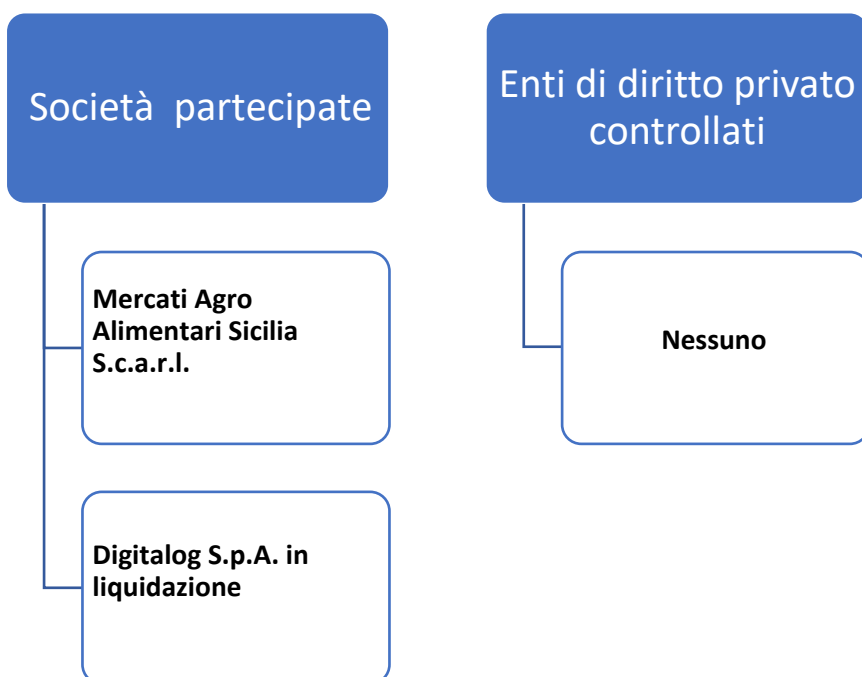 Società  partecipate
Mercati Agro
Alimentari Sicilia
S.c.a.r.l.
Digitalog S.p.A. in
liquidazione
Enti di diritto privato
controllati
Nessuno